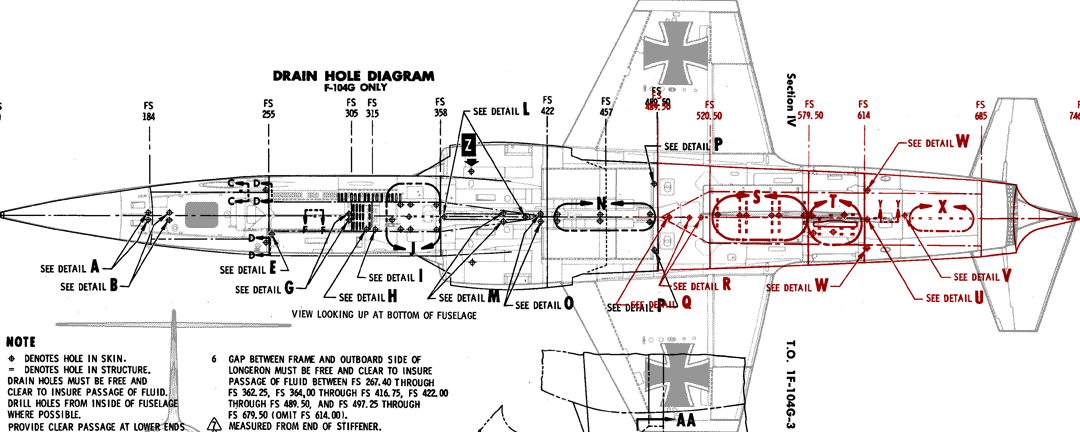 DRAIN HOLE DIAGRAM
F-104G ONLY
FS 184
FS 255
FS 305
FS 315
FS 358
SEE DETAIL L
FS 422
FS 457
FS 489.50
489.50
FS 520.50
Section IV
FS 579.50
FS 614
FS 685
746
Z
SEE DETAIL P
SEE DETAIL W
C
D
C
D
D
D
F
F
J
N
S
T
X
SEE DETAIL A
SEE DETAIL B
SEE DETAIL E
SEE DETAIL G
SEE DETAIL H
SEE DETAIL I
SEE DETAIL M
SEE DETAIL O
SEE DETAIL P
SEE DETAIL Q
SEE DETAIL R
SEE DETAIL W
SEE DETAIL U
SEE DETAIL V
VIEW LOOKING UP AT BOTTOM OF FUSELAGE
NOTE
DENOTES HOLE IN SKIN.
= DENOTES HOLE IN STRUCTURE.
DRAIN HOLES MUST BE FREE AND
CLEAR TO INSURE PASSAGE OF FLUID.
DRILL HOLES FROM INSIDE OF FUSELAGE
WHERE POSSIBLE.
PROVIDE CLEAR PASSAGE AT LOWER ENDS
6 GAP BETWEEN FRAME AND OUTBOARD SIDE OF
LONGERON MUST BE FREE AND CLEAR TO INSURE
PASSAGE OF FLUID BETWEEN FS 267.40 THROUGH
FS 362.25, FS 364,00 THROUGH FS 416.75, FS 422.00
THROUGH FS 489.50, AND FS 497.25 THROUGH
FS 679.50 (OMIT FS 614.00).
7 MEASURED FROM END OF STIFFENER.
AA
T.O. 1F-104G-3